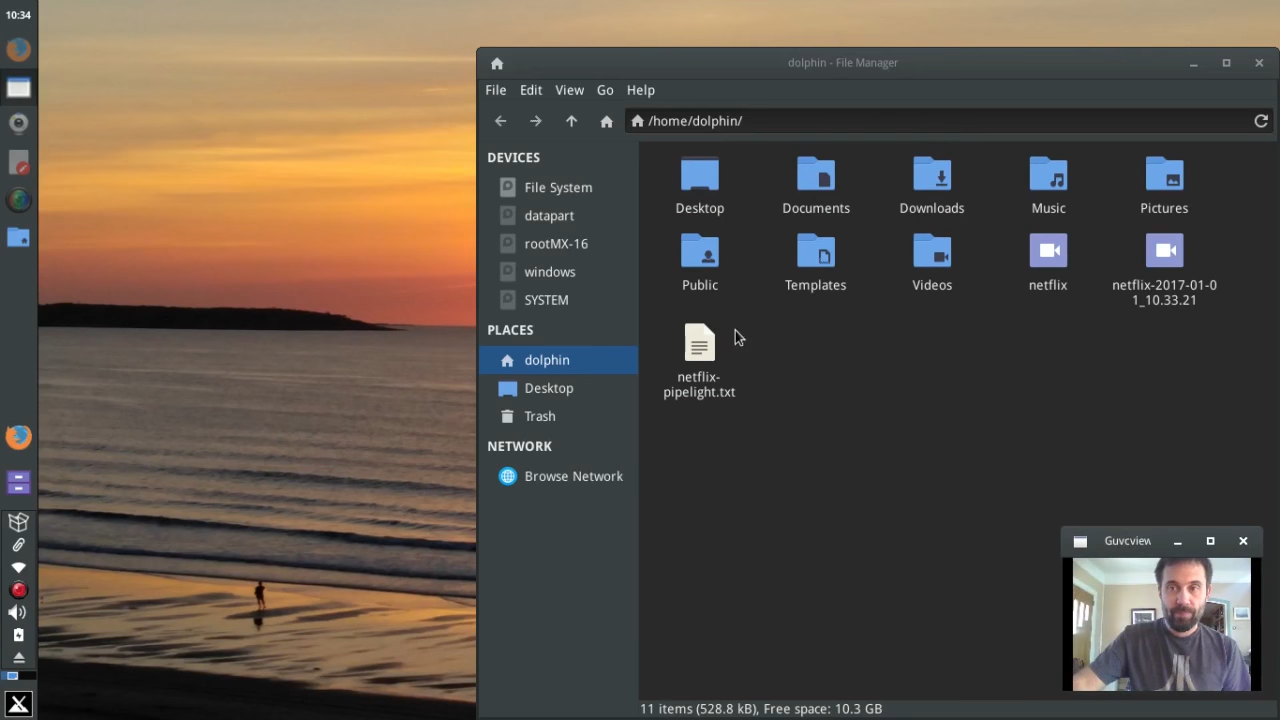 10:34
dolphin - File Manager
File Edit View Go Help
/home/dolphin/
DEVICES
File System
datapart
rootMX-16
windows
SYSTEM
PLACES
dolphin
Desktop
Trash
NETWORK
Browse Network
Desktop Documents Downloads Music Pictures
Public Templates Videos netflix netflix-2017-01-0
1_10.33.21
netflix-
pipelight.txt
Guvcview
11 items (528.8 kB), Free space: 10.3 GB